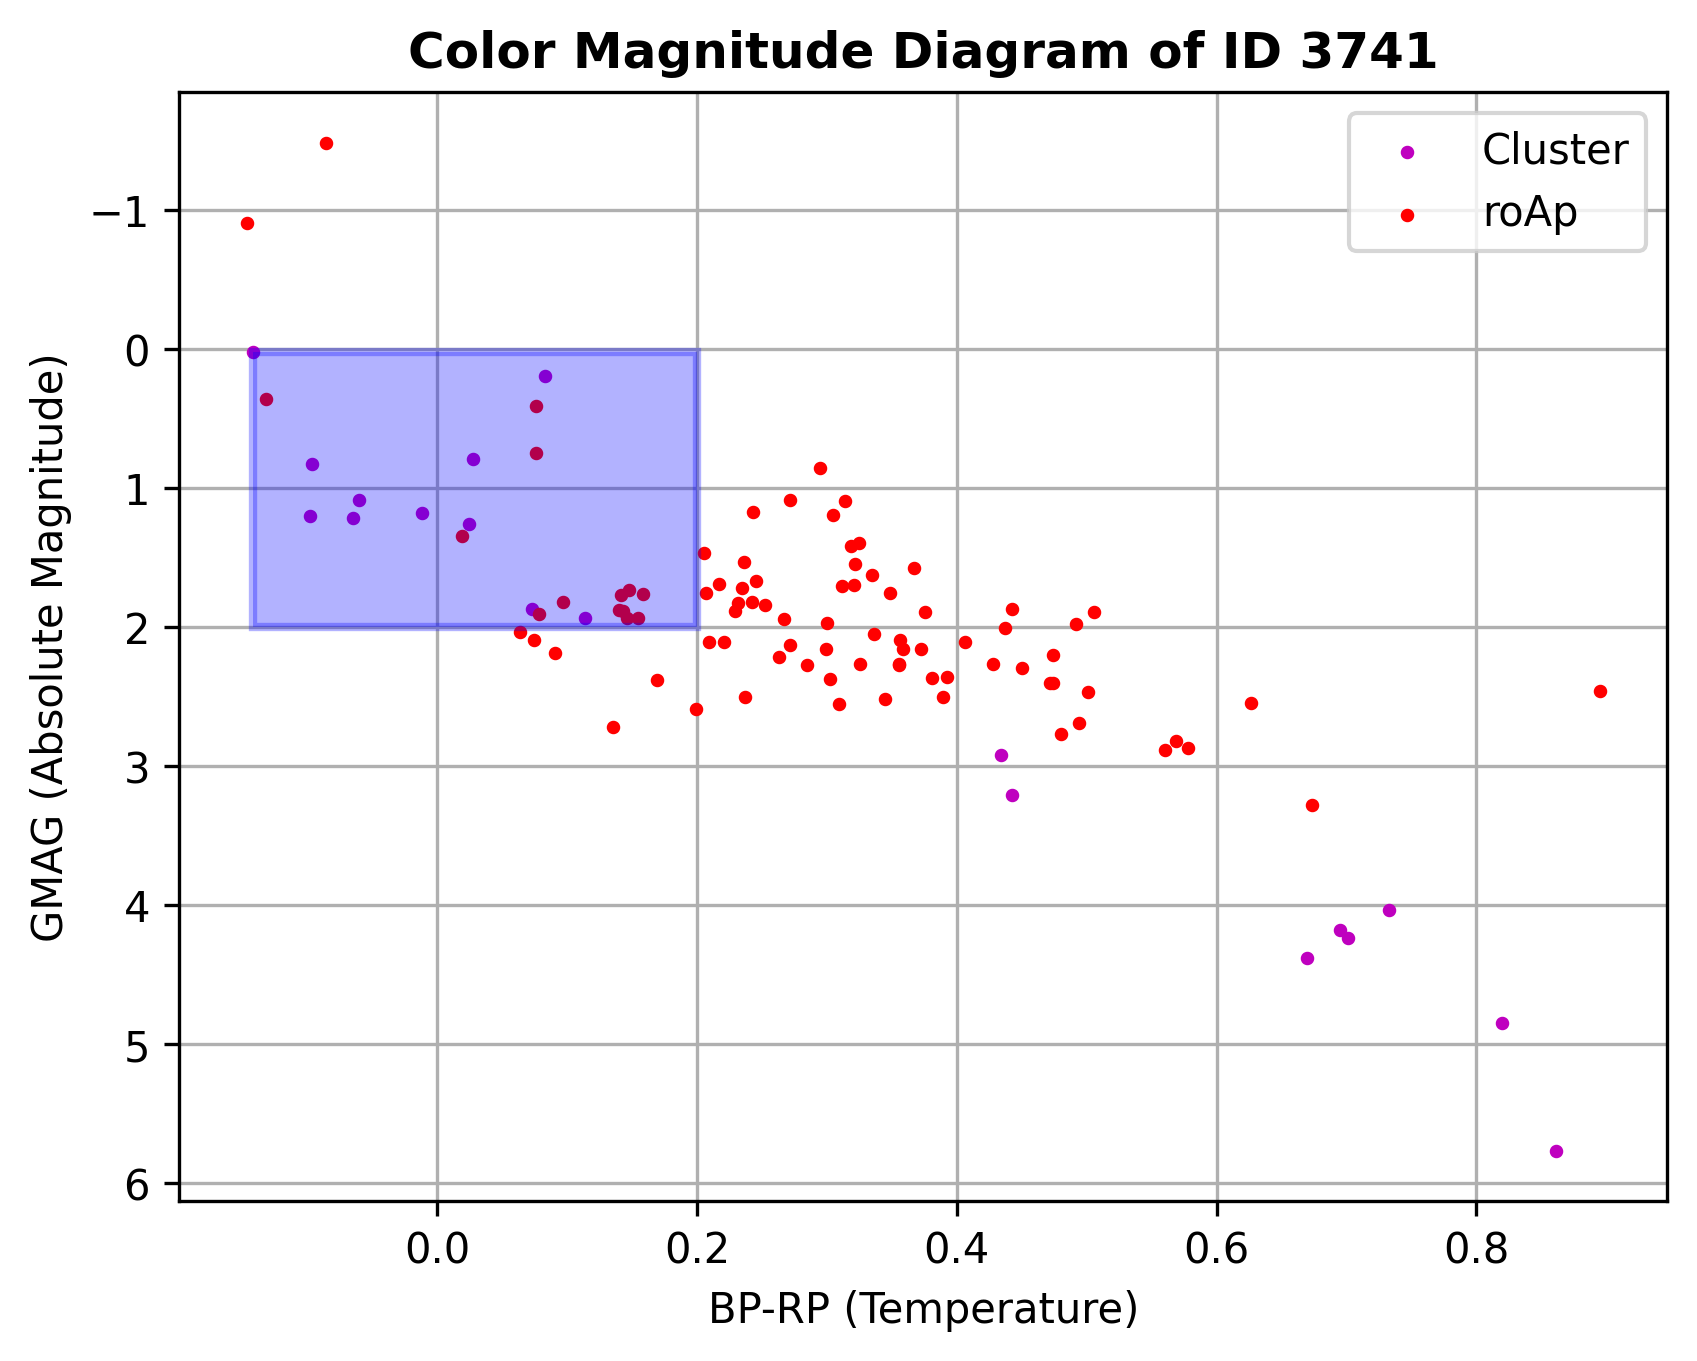 Color Magnitude Diagram of ID 3741
Cluster
roAp
GMAG (Absolute Magnitude)
−1
0
1
2
3
4
5
6
0.0 0.2 0.4 0.6 0.8
BP-RP (Temperature)